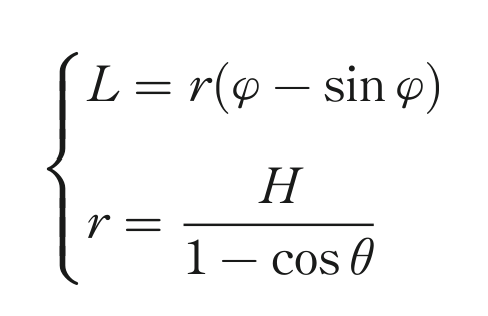 L = r(φ − sin φ)
r = H / (1 − cos θ)